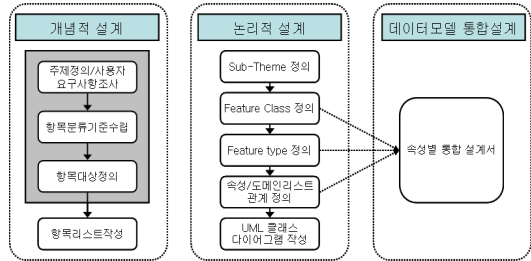 개념적 설계
주제정의/사용자
요구사항조사
항목분류기준수립
항목대상정의
항목리스트작성
논리적 설계
Sub-Theme 정의
Feature Class 정의
Feature type 정의
속성/도메인리스트
관계 정의
UML 클래스
다이어그램 작성
데이터모델 통합설계
속성별 통합 설계서